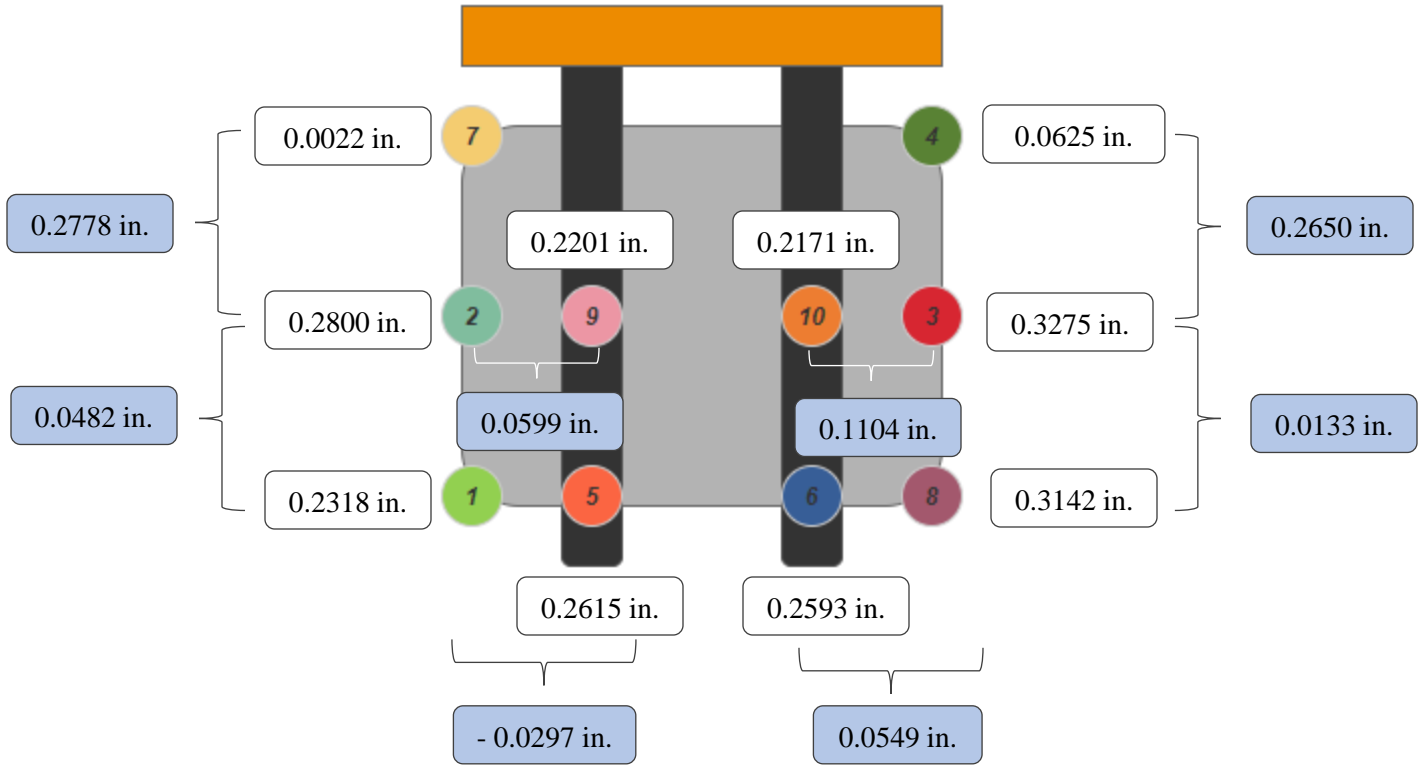 0.0022 in.
7
4
0.0625 in.
0.2778 in.
0.2201 in.
0.2171 in.
0.2650 in.
0.2800 in.
2
9
10
3
0.3275 in.
0.0482 in.
0.0599 in.
0.1104 in.
0.0133 in.
0.2318 in.
1
5
6
8
0.3142 in.
0.2615 in.
0.2593 in.
- 0.0297 in.
0.0549 in.